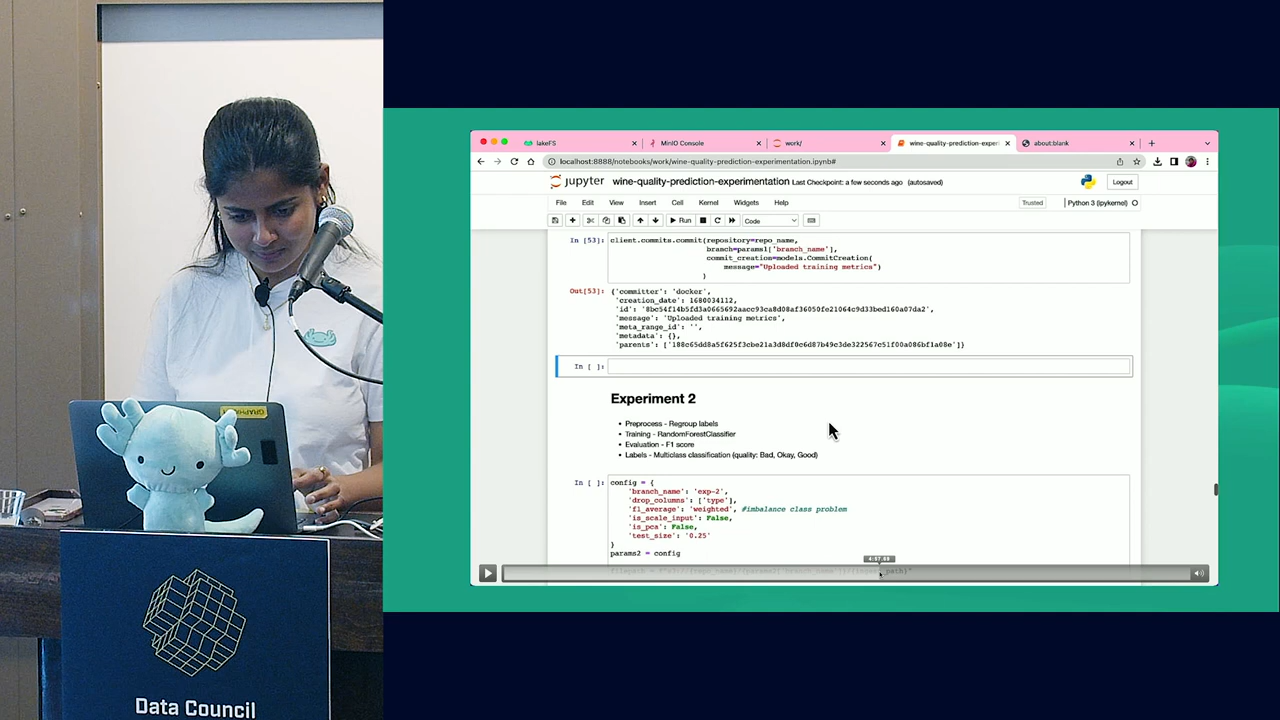 lakeFS
MinIO Console
work/
wine-quality-prediction-experim
about:blank
localhost:8888/notebooks/work/wine-quality-prediction-experimentation.ipynb#
jupyter wine-quality-prediction-experimentation Last Checkpoint: a few seconds ago (autosaved)
Logout
File Edit View Insert Cell Kernel Widgets Help
Trusted
Python 3 (ipykernel)
Run
Code
In [53]: client.commits.commit(repository=repo_name,
branch=params1['branch_name'],
commit_creation=models.CommitCreation(
message="Uploaded training metrics")
)
Out[53]: {'committer': 'docker',
'creation_date': 1680034112,
'message': 'Uploaded training metrics',
'meta_range_id': '',
'metadata': {},
In [ ]:
Experiment 2
• Preprocess - Regroup labels
• Training - RandomForestClassifier
• Evaluation - F1 score
• Labels - Multiclass classification (quality: Bad, Okay, Good)
In [ ]: config = {
'branch_name': 'exp-2',
'drop_columns': ['type'],
'f1_average': 'weighted', #imbalance class problem
'is_scale_input': False,
'is_pca': False,
'test_size': '0.25'
}
params2 = config
Data Council